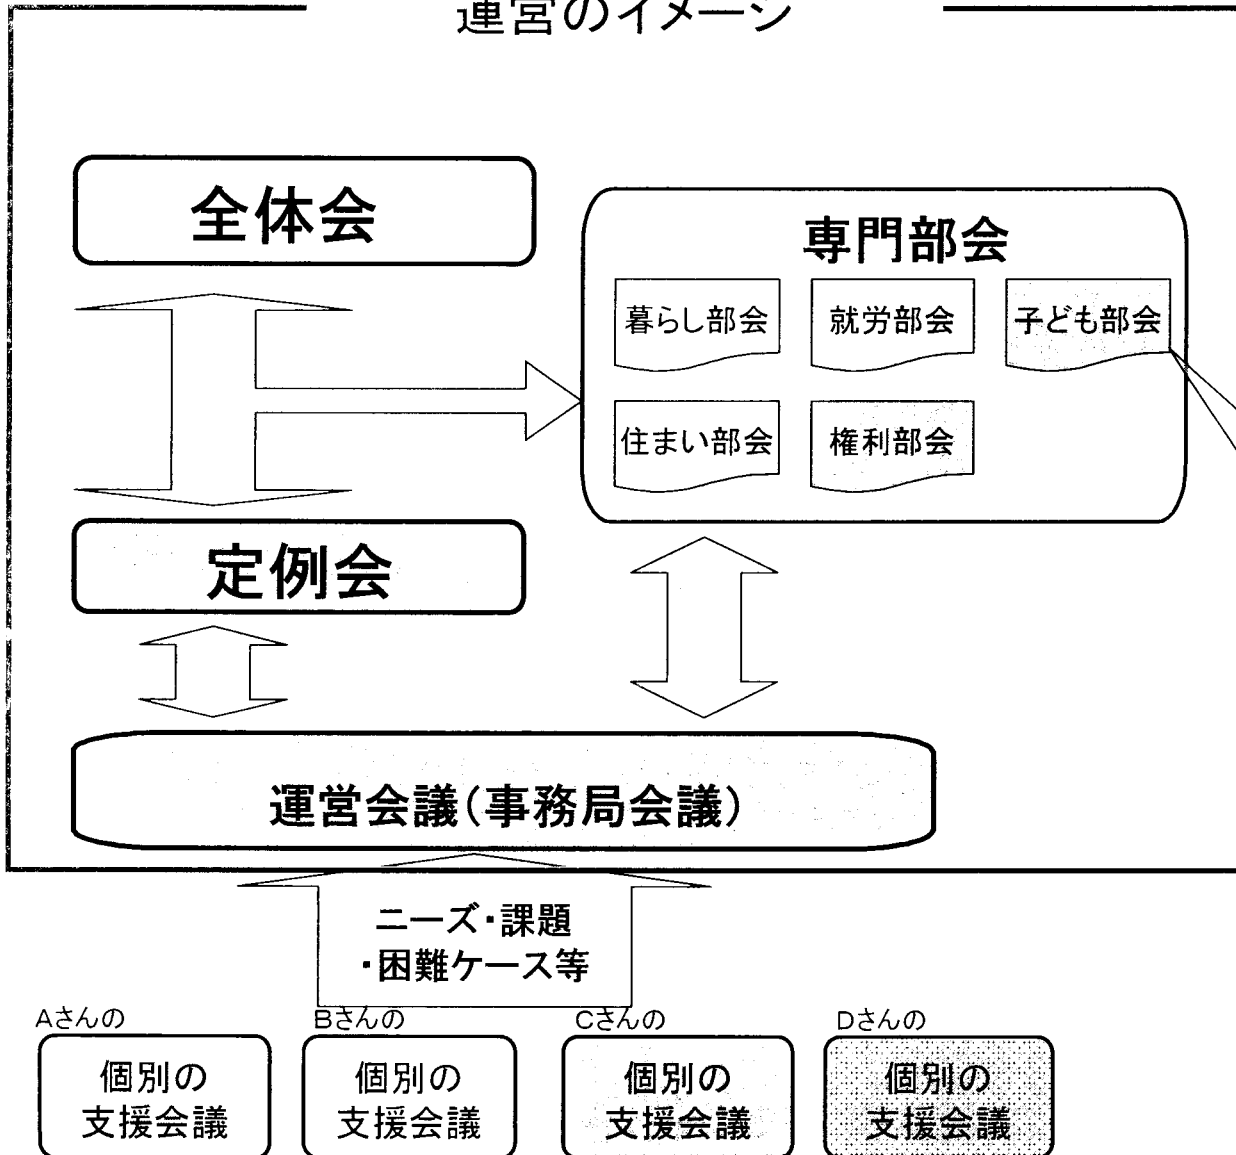 運営のイメージ
全体会
専門部会
暮らし部会
就労部会
子ども部会
住まい部会
権利部会
定例会
運営会議(事務局会議)
ニーズ・課題
・困難ケース等
Aさんの
個別の
支援会議
Bさんの
個別の
支援会議
Cさんの
個別の
支援会議
Dさんの
個別の
支援会議